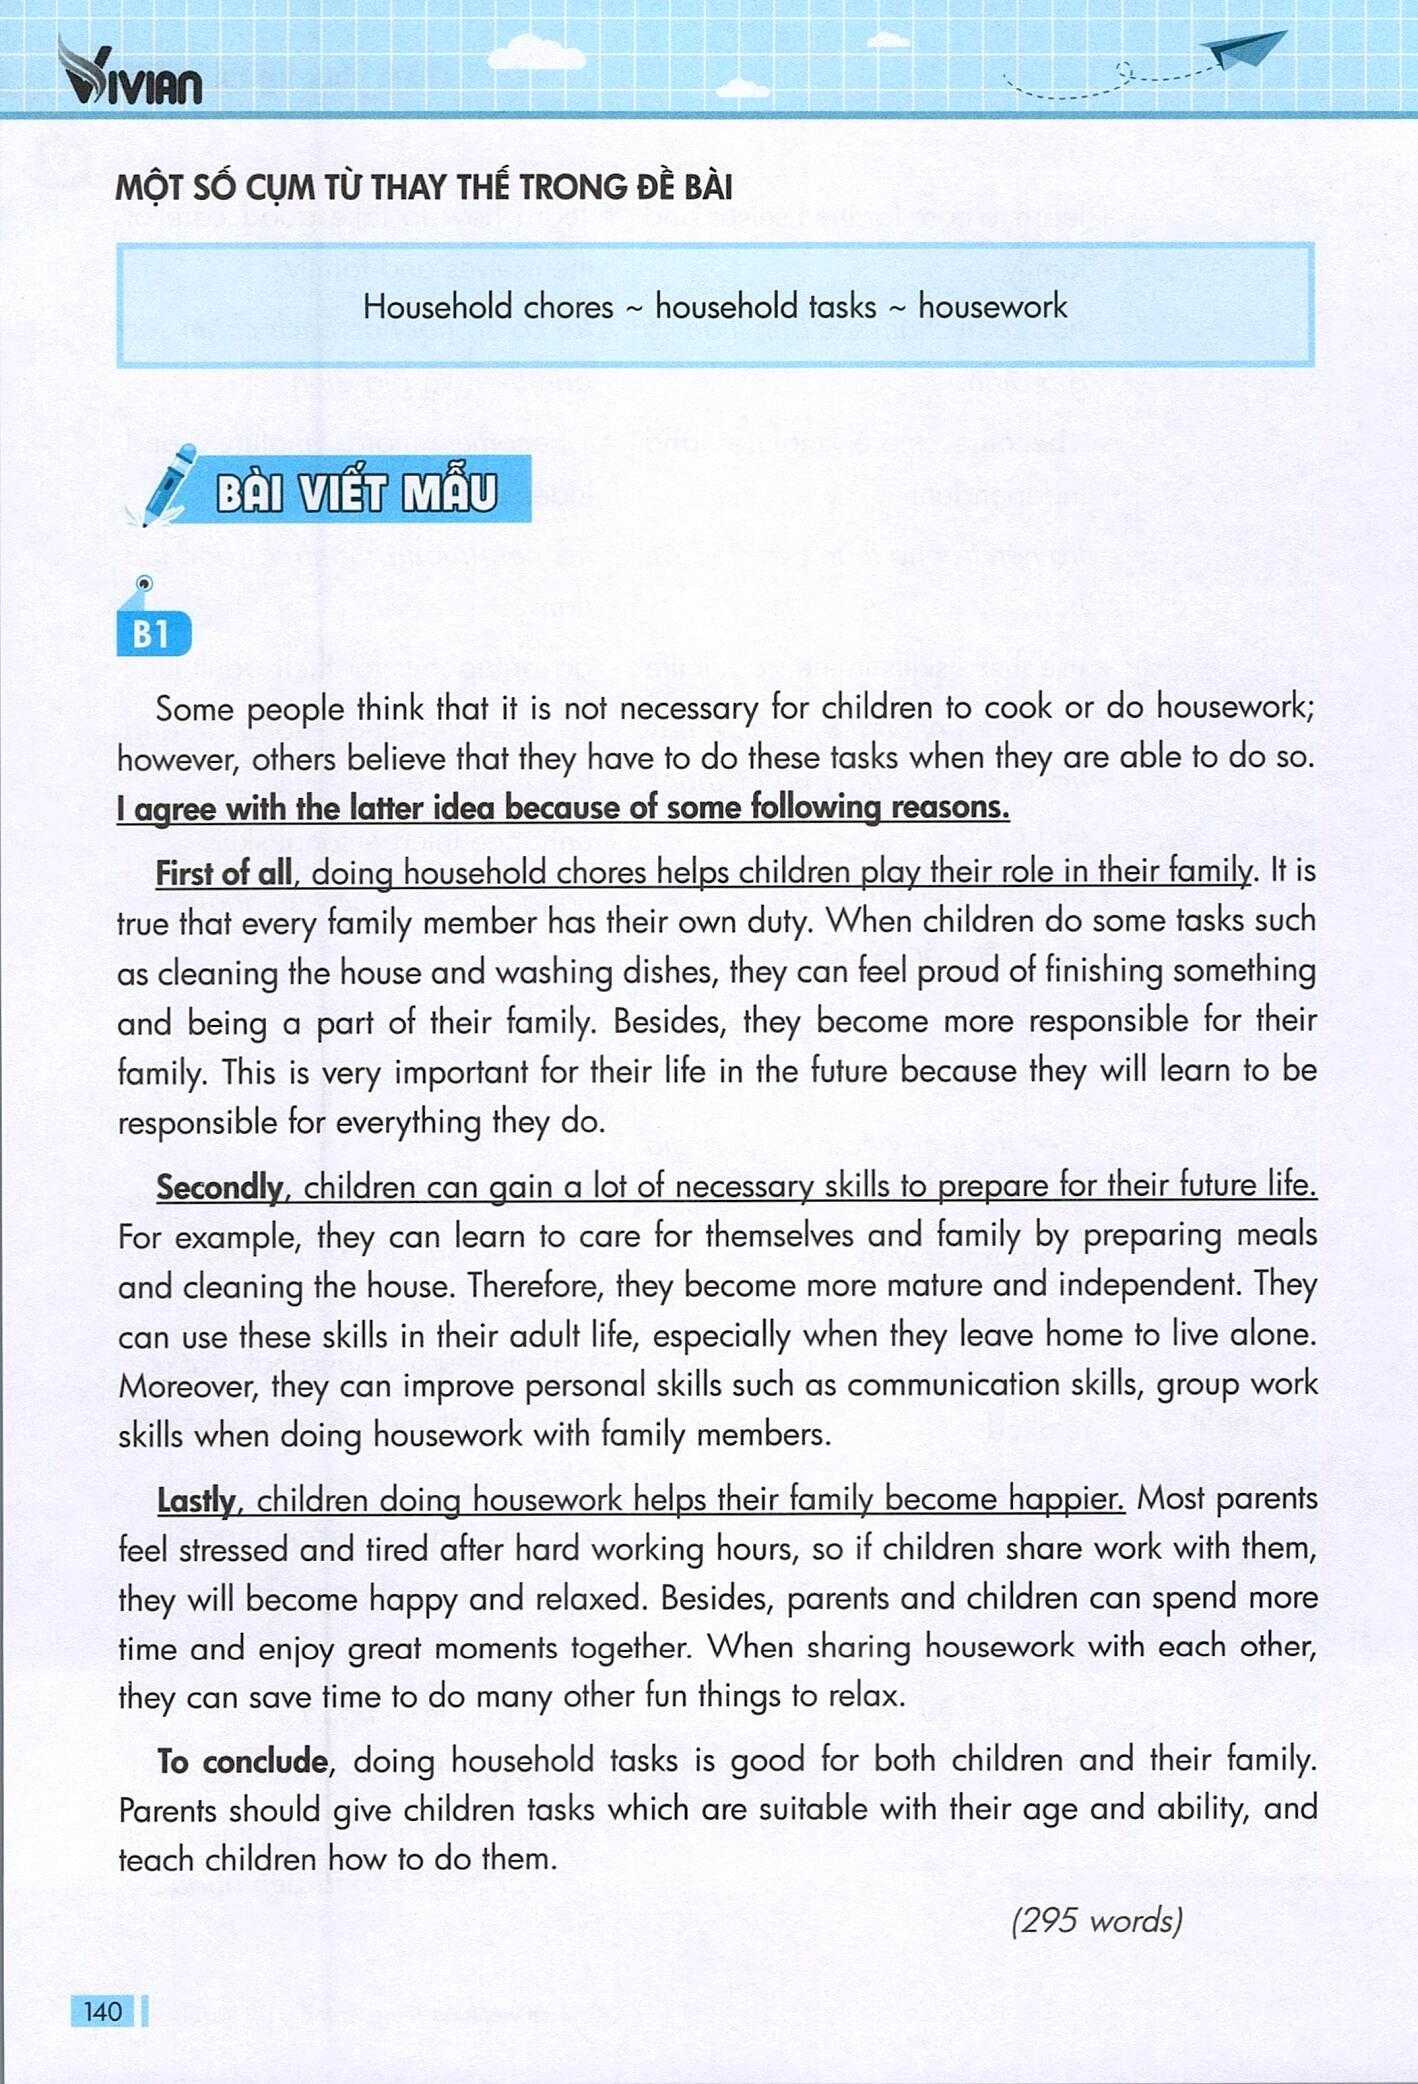 VIVIAN
MỘT SỐ CỤM TỪ THAY THẾ TRONG ĐỀ BÀI
Household chores ~ household tasks ~ housework
BÀI VIẾT MẪU
B1
Some people think that it is not necessary for children to cook or do housework;
however, others believe that they have to do these tasks when they are able to do so.
I agree with the latter idea because of some following reasons.
First of all, doing household chores helps children play their role in their family. It is
true that every family member has their own duty. When children do some tasks such
as cleaning the house and washing dishes, they can feel proud of finishing something
and being a part of their family. Besides, they become more responsible for their
family. This is very important for their life in the future because they will learn to be
responsible for everything they do.
Secondly, children can gain a lot of necessary skills to prepare for their future life.
For example, they can learn to care for themselves and family by preparing meals
and cleaning the house. Therefore, they become more mature and independent. They
can use these skills in their adult life, especially when they leave home to live alone.
Moreover, they can improve personal skills such as communication skills, group work
skills when doing housework with family members.
Lastly, children doing housework helps their family become happier. Most parents
feel stressed and tired after hard working hours, so if children share work with them,
they will become happy and relaxed. Besides, parents and children can spend more
time and enjoy great moments together. When sharing housework with each other,
they can save time to do many other fun things to relax.
To conclude, doing household tasks is good for both children and their family.
Parents should give children tasks which are suitable with their age and ability, and
teach children how to do them.
(295 words)
140